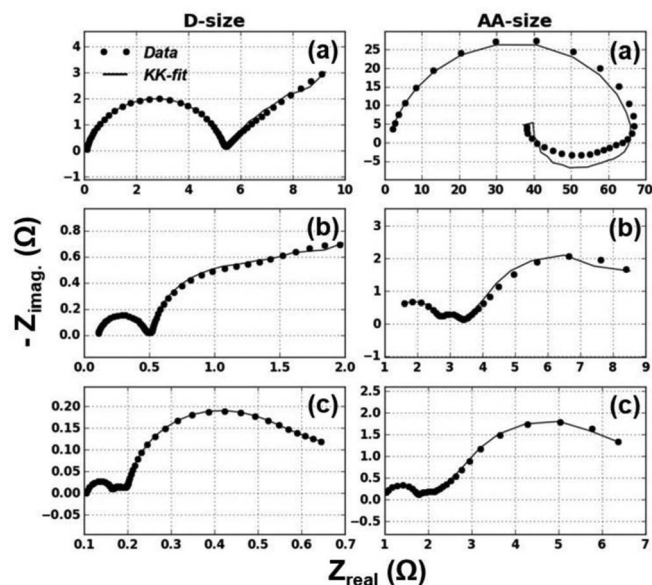 D-size
AA-size
4
3
2
1
0
−1
(a)
Data
KK-fit
0 2 4 6 8 10
25
20
15
10
5
0
−5
(a)
0 10 20 30 40 50 60 70
- Z imag. (Ω)
0.8
0.6
0.4
0.2
0.0
(b)
0.0 0.5 1.0 1.5 2.0
3
2
1
0
−1
(b)
1 2 3 4 5 6 7 8 9
0.20
0.15
0.10
0.05
0.00
−0.05
(c)
0.1 0.2 0.3 0.4 0.5 0.6 0.7
2.5
2.0
1.5
1.0
0.5
0.0
−0.5
(c)
1 2 3 4 5 6 7
Z real (Ω)